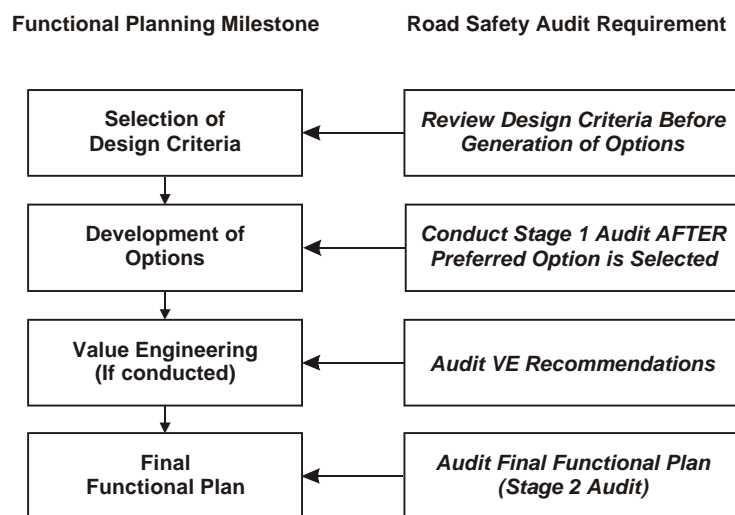 Functional Planning Milestone
Road Safety Audit Requirement
Selection of
Design Criteria
Review Design Criteria Before
Generation of Options
Development of
Options
Conduct Stage 1 Audit AFTER
Preferred Option is Selected
Value Engineering
(If conducted)
Audit VE Recommendations
Final
Functional Plan
Audit Final Functional Plan
(Stage 2 Audit)